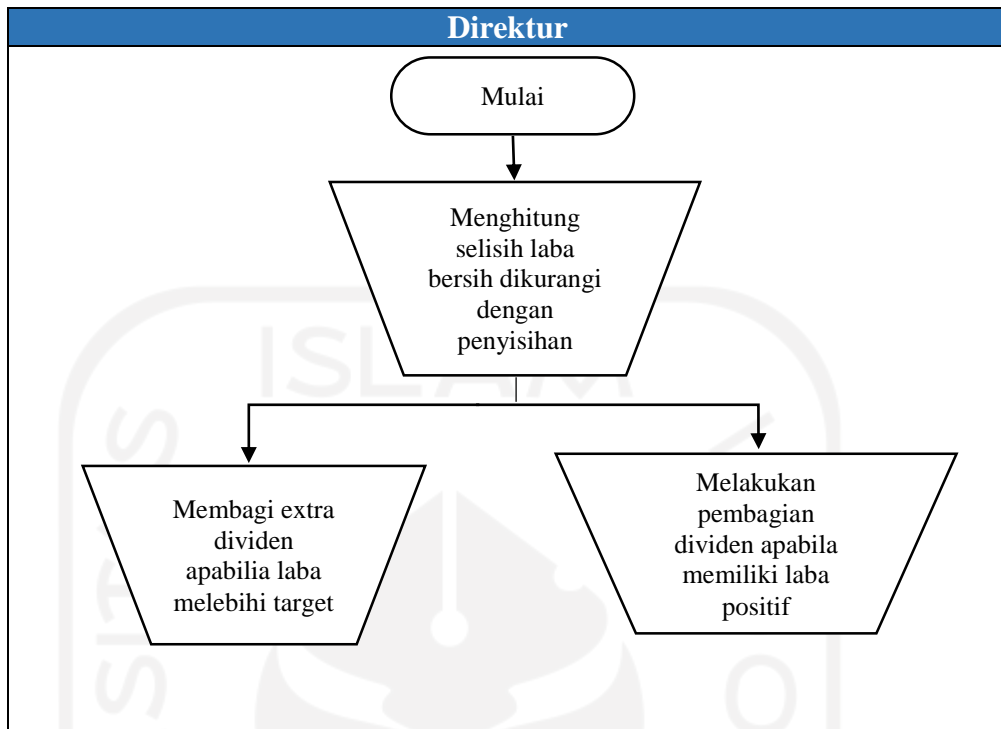 Direktur
Mulai
Menghitung
selisih laba
bersih dikurangi
dengan
penyisihan
Membagi extra
dividen
apabilia laba
melebihi target
Melakukan
pembagian
dividen apabila
memiliki laba
positif
ISLAM